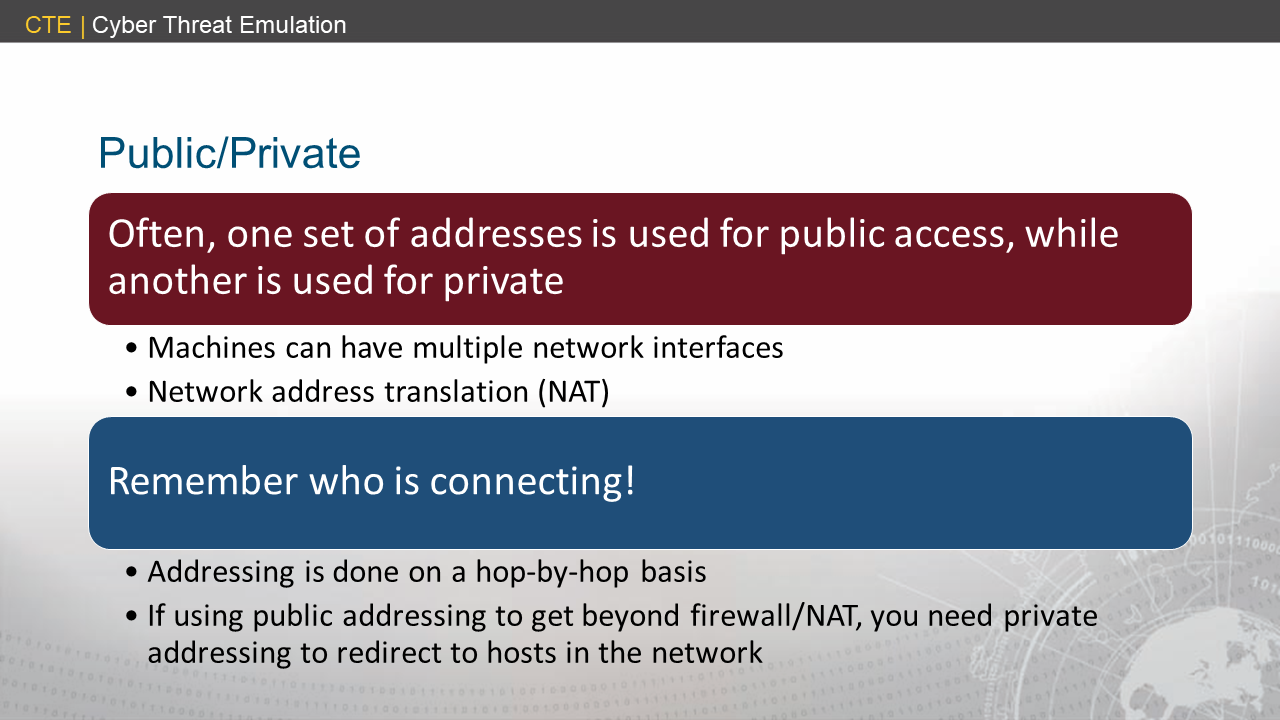 CTE | Cyber Threat Emulation
Public/Private
Often, one set of addresses is used for public access, while
another is used for private
• Machines can have multiple network interfaces
• Network address translation (NAT)
Remember who is connecting!
• Addressing is done on a hop-by-hop basis
• If using public addressing to get beyond firewall/NAT, you need private
addressing to redirect to hosts in the network